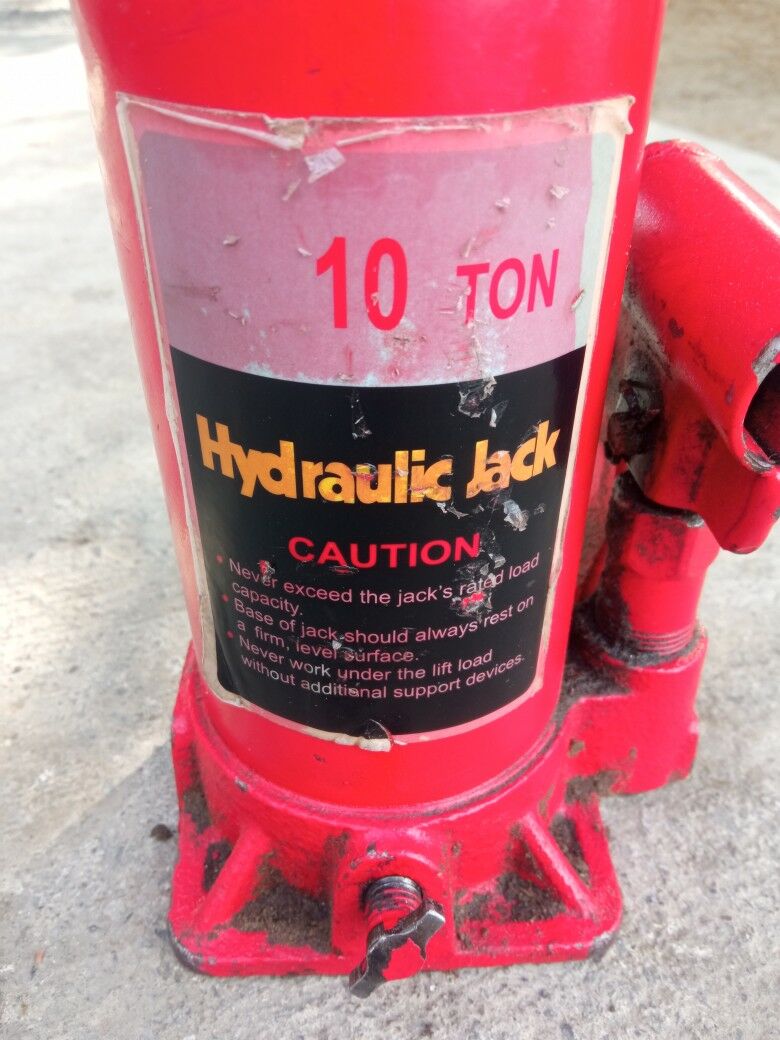 10 TON
Hydraulic Jack
CAUTION
• Never exceed the jack's rated load
capacity.
• Base of jack should always rest on
a firm, level surface.
• Never work under the lift load
without additional support devices.